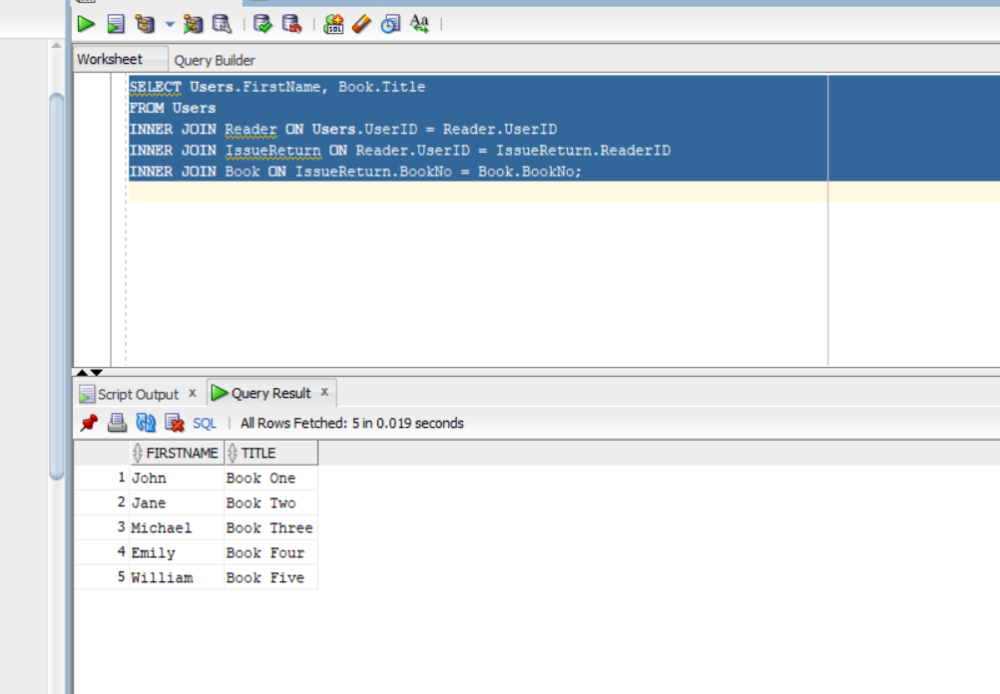 Worksheet Query Builder
SELECT Users.FirstName, Book.Title
FROM Users
INNER JOIN Reader ON Users.UserID = Reader.UserID
INNER JOIN IssueReturn ON Reader.UserID = IssueReturn.ReaderID
INNER JOIN Book ON IssueReturn.BookNo = Book.BookNo;
Script Output x Query Result x
SQL | All Rows Fetched: 5 in 0.019 seconds
FIRSTNAME TITLE
1 John Book One
2 Jane Book Two
3 Michael Book Three
4 Emily Book Four
5 William Book Five